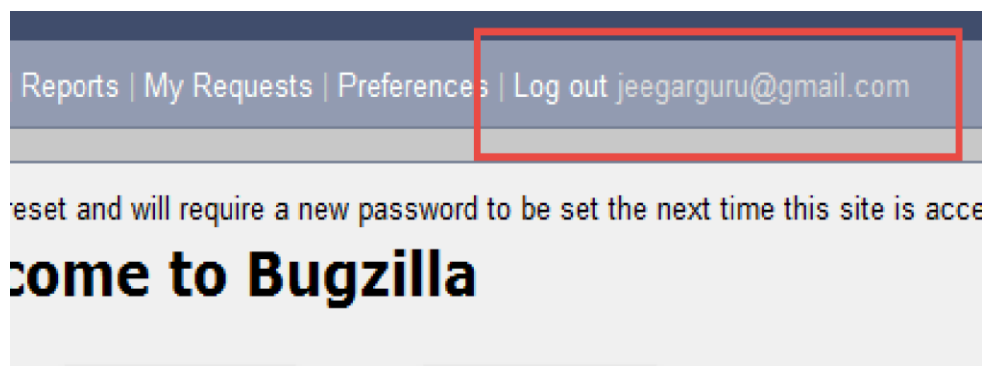 Reports | My Requests | Preferences | Log out jeegarguru@gmail.com
reset and will require a new password to be set the next time this site is acce
come to Bugzilla